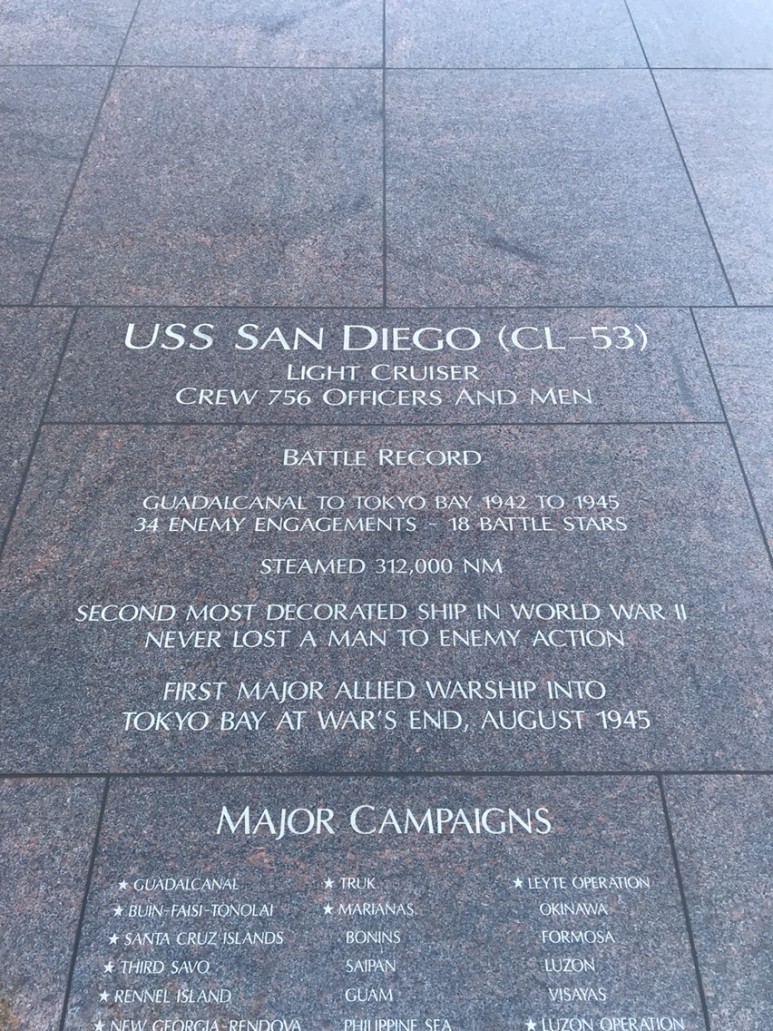 USS SAN DIEGO (CL-53)
LIGHT CRUISER
CREW 756 OFFICERS AND MEN
BATTLE RECORD
GUADALCANAL TO TOKYO BAY 1942 TO 1945
34 ENEMY ENGAGEMENTS - 18 BATTLE STARS
STEAMED 312,000 NM
SECOND MOST DECORATED SHIP IN WORLD WAR II
NEVER LOST A MAN TO ENEMY ACTION
FIRST MAJOR ALLIED WARSHIP INTO
TOKYO BAY AT WAR'S END, AUGUST 1945
MAJOR CAMPAIGNS
★ GUADALCANAL
★ BUIN-FAISI-TONOLAI
★ SANTA CRUZ ISLANDS
★ THIRD SAVO
★ RENNEL ISLAND
★ NEW GEORGIA-RENDOVA
★ TRUK
★ MARIANAS
BONINS
SAIPAN
GUAM
PHILIPPINE SEA
★ LEYTE OPERATION
OKINAWA
FORMOSA
LUZON
VISAYAS
★ LUZON OPERATION